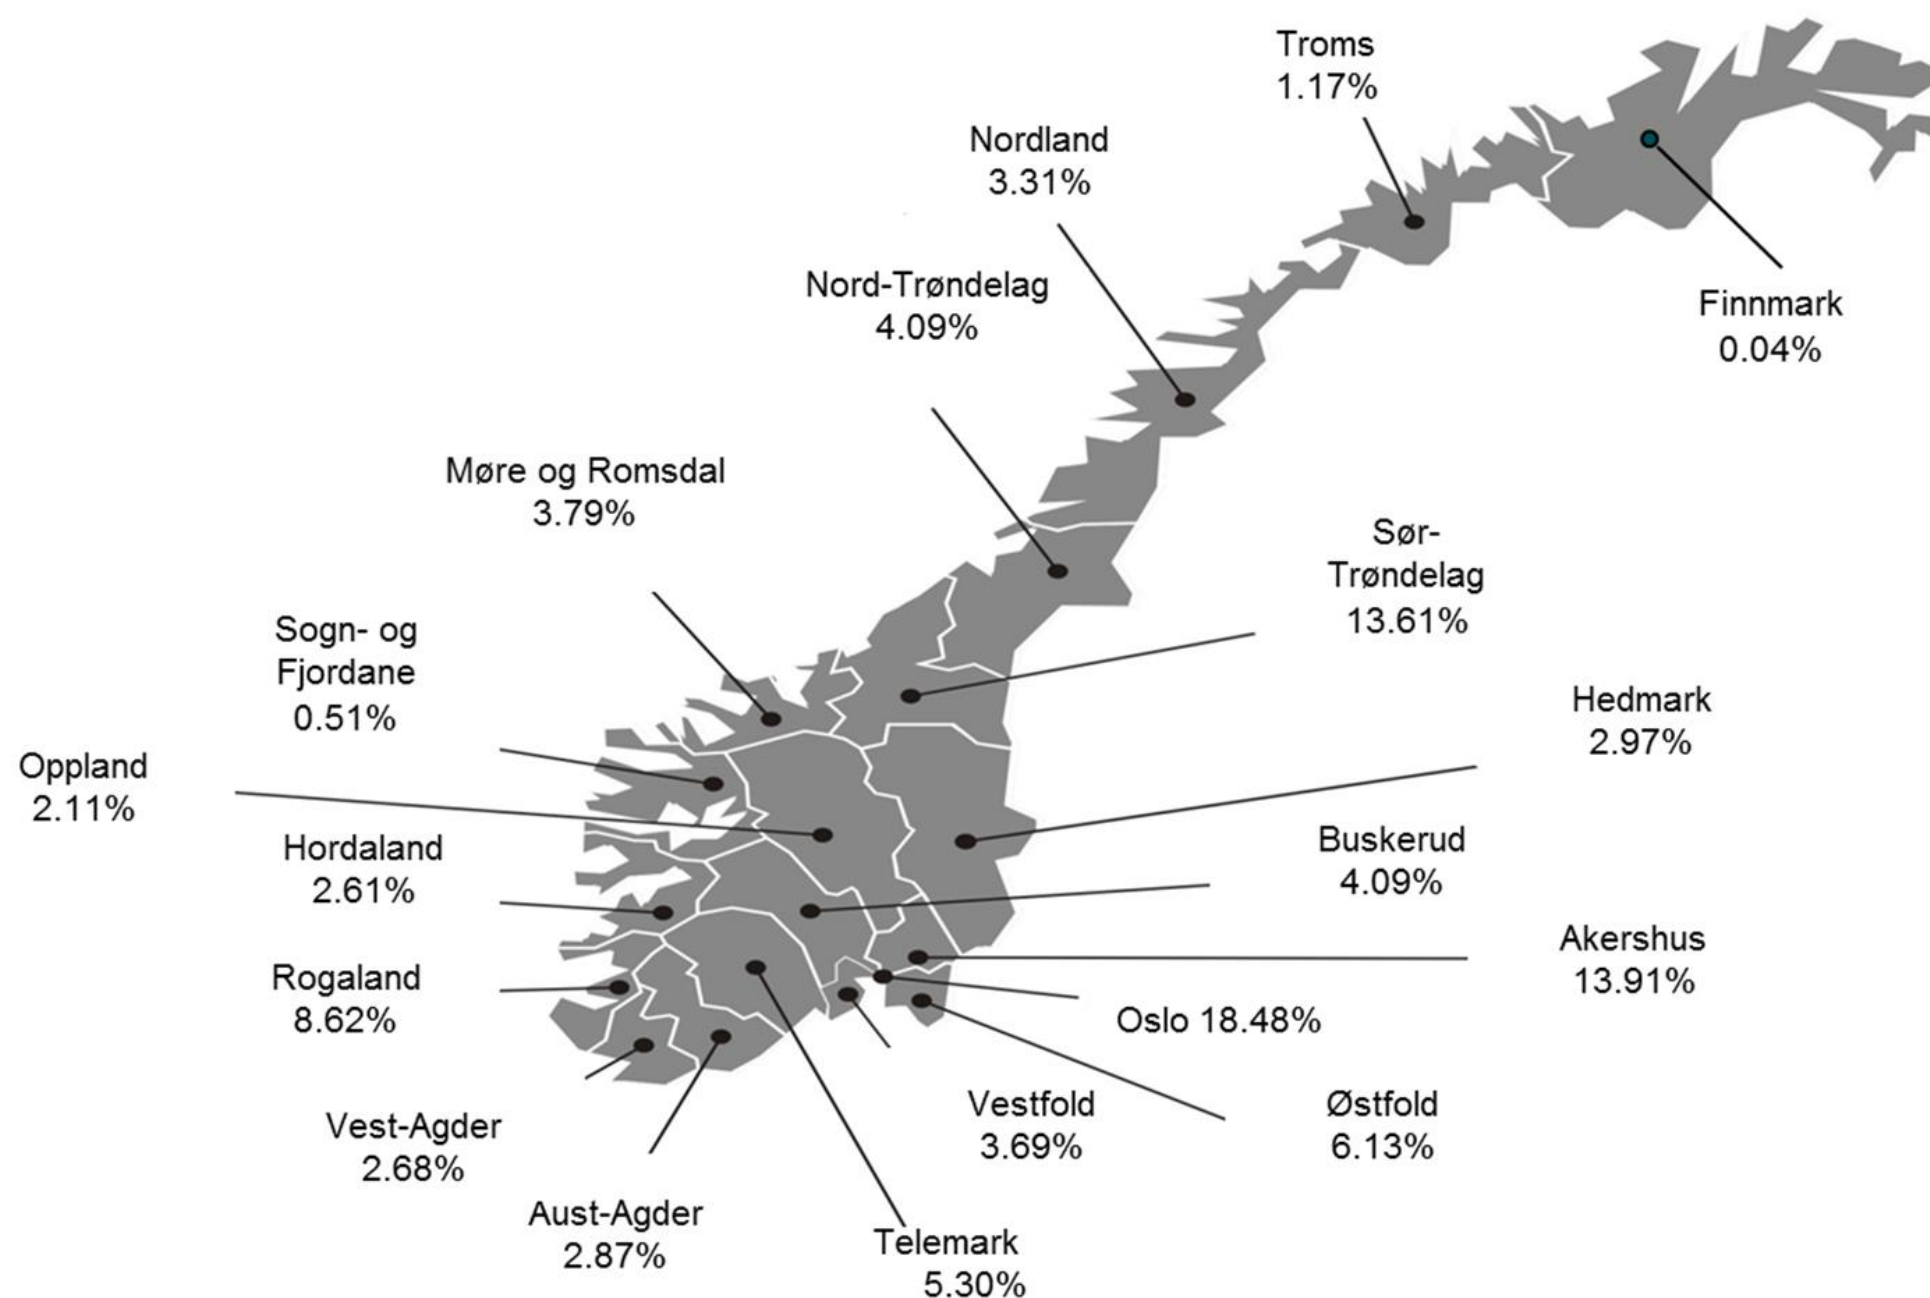 Troms
1.17%
Nordland
3.31%
Nord-Trøndelag
4.09%
Finnmark
0.04%
Møre og Romsdal
3.79%
Sør-
Trøndelag
13.61%
Sogn- og
Fjordane
0.51%
Hedmark
2.97%
Oppland
2.11%
Hordaland
2.61%
Buskerud
4.09%
Akershus
13.91%
Rogaland
8.62%
Oslo 18.48%
Vestfold
3.69%
Østfold
6.13%
Vest-Agder
2.68%
Aust-Agder
2.87%
Telemark
5.30%